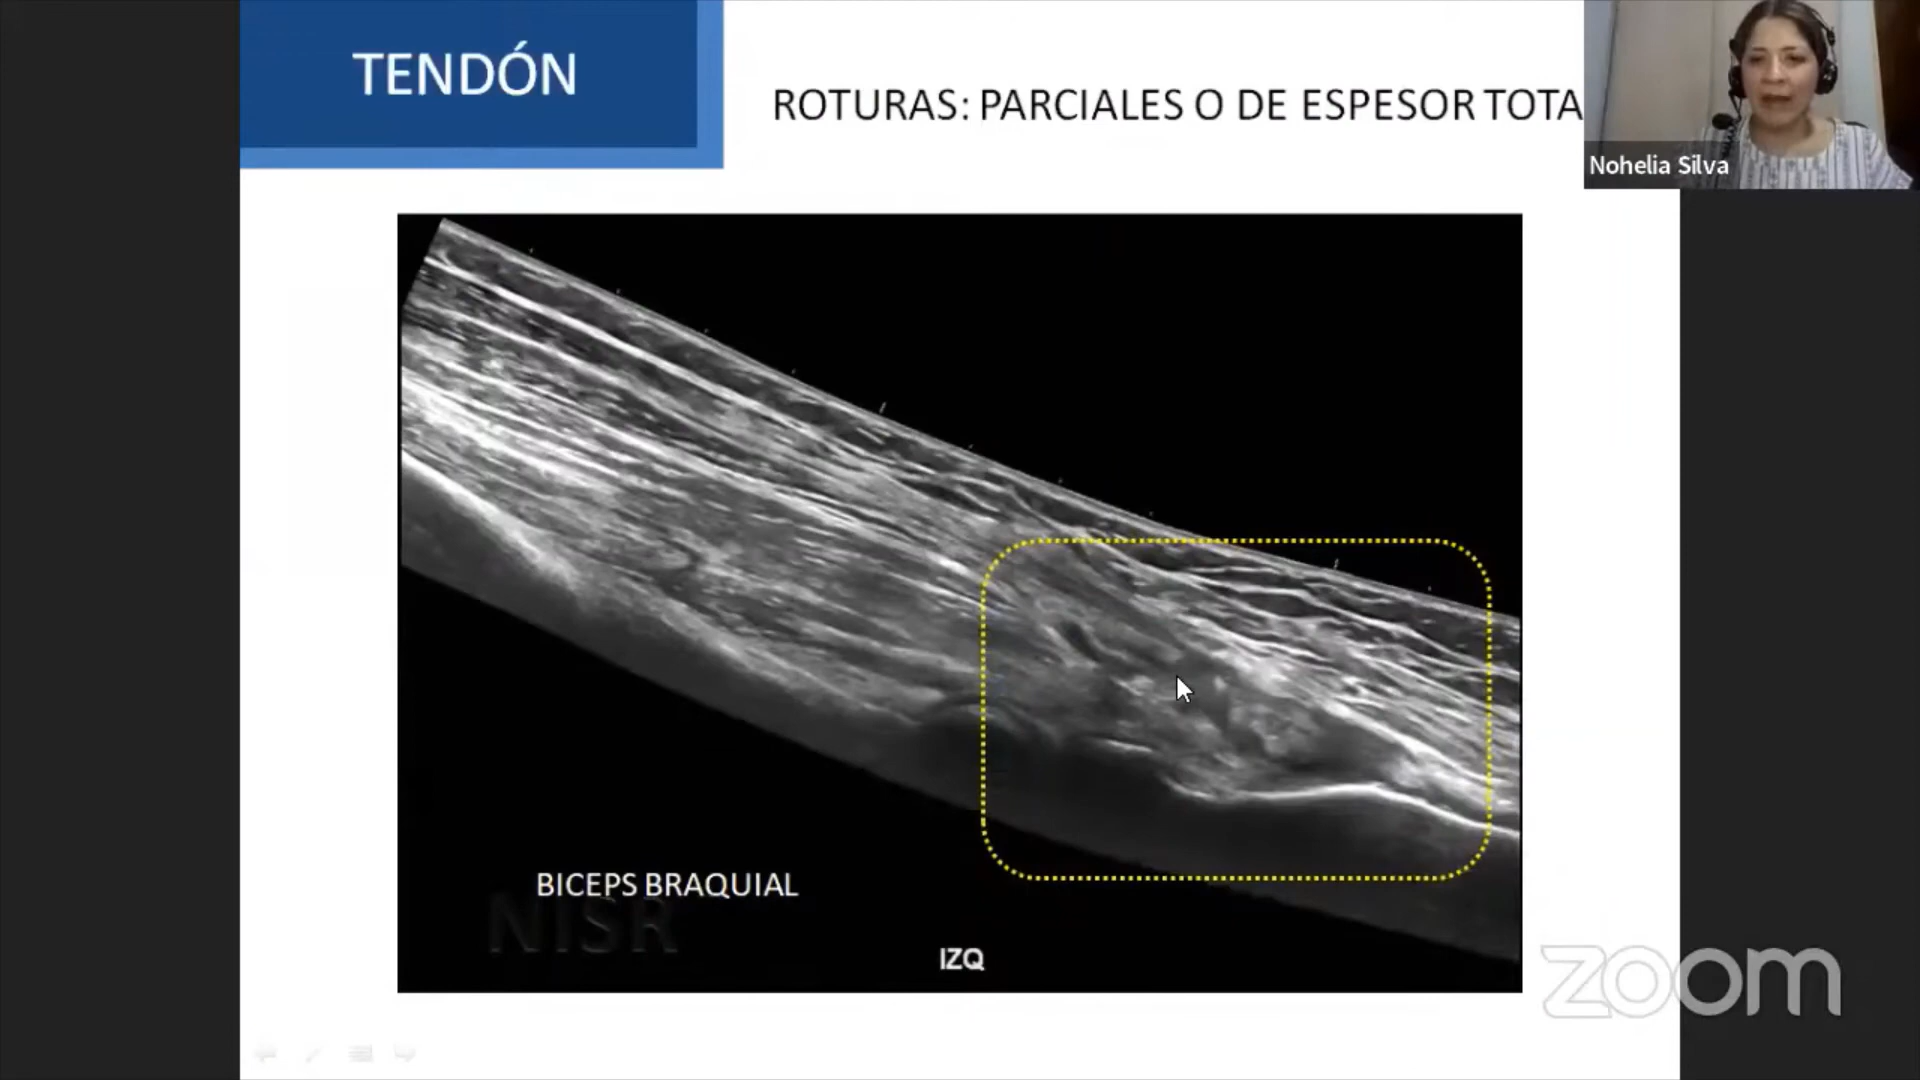 TENDÓN
ROTURAS: PARCIALES O DE ESPESOR TOTA
Nohelia Silva
BICEPS BRAQUIAL
NISR
IZQ
zoom